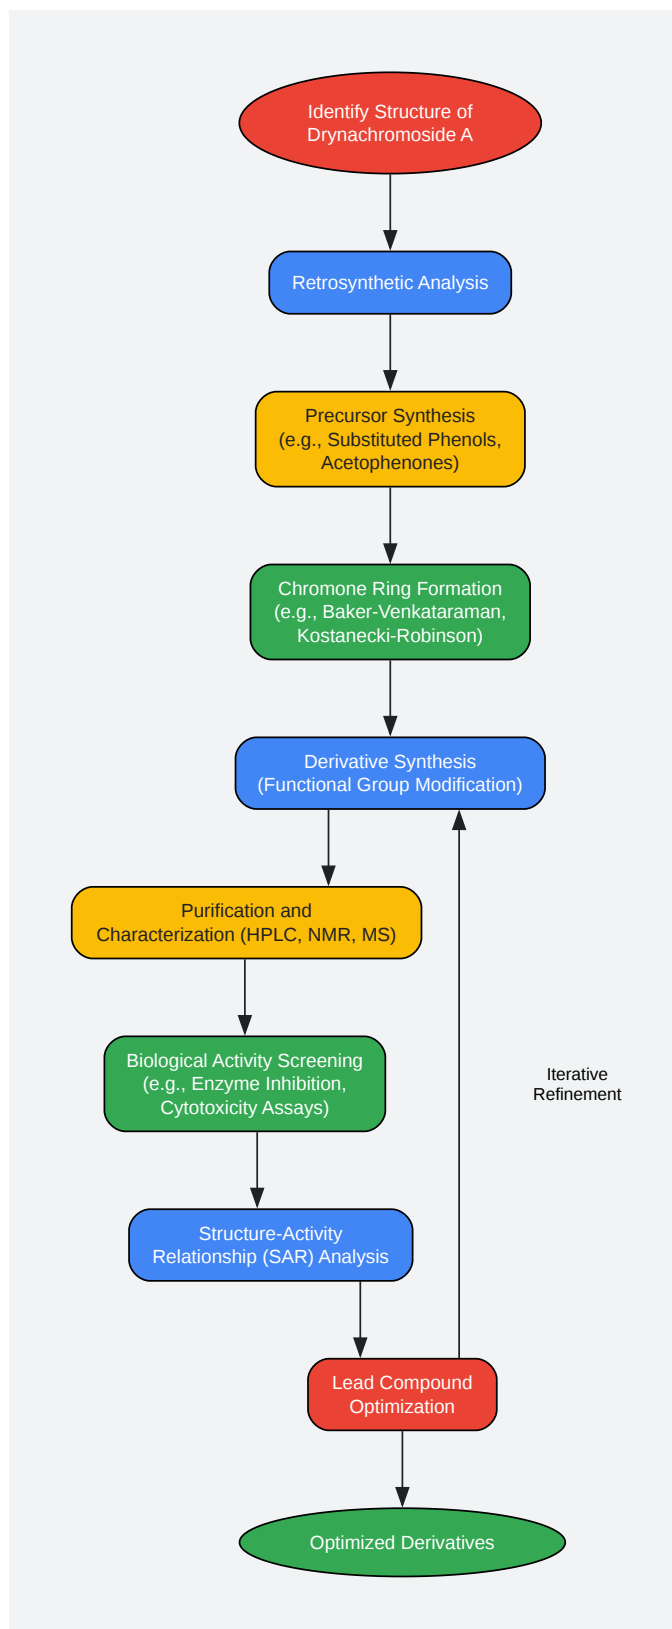 Identify Structure of
Drynachromoside A
Retrosynthetic Analysis
Precursor Synthesis
(e.g., Substituted Phenols,
Acetophenones)
Chromone Ring Formation
(e.g., Baker-Venkataraman,
Kostanecki-Robinson)
Derivative Synthesis
(Functional Group Modification)
Purification and
Characterization (HPLC, NMR, MS)
Biological Activity Screening
(e.g., Enzyme Inhibition,
Cytotoxicity Assays)
Iterative
Refinement
Structure-Activity
Relationship (SAR) Analysis
Lead Compound
Optimization
Optimized Derivatives